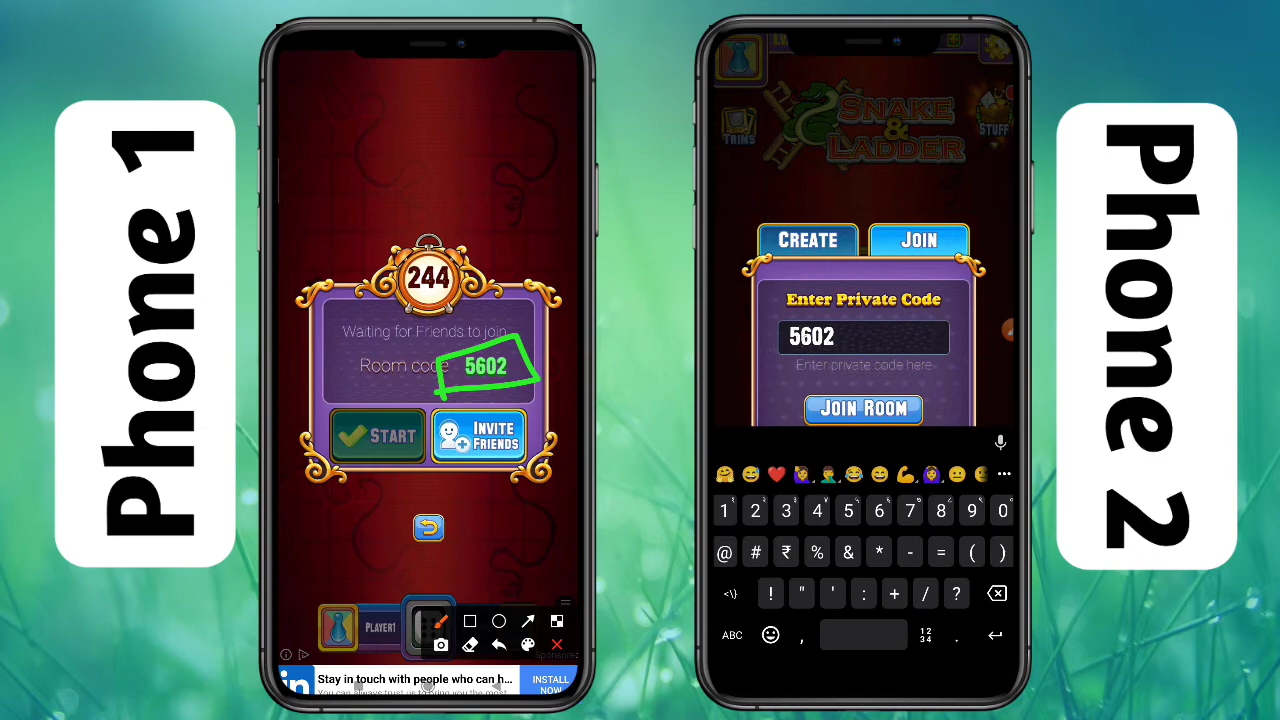 Phone 1
244
Waiting for Friends to join
Room code 5602
START
INVITE FRIENDS
PLAYER1
Stay in touch with people who can h...
INSTALL NOW
TRIMS
SNAKE & LADDER
STUFF
CREATE
JOIN
Enter Private Code
5602
Enter private code here
JOIN ROOM
1 2 3 4 5 6 7 8 9 0
@ # ₹ % & * - = ( )
! " ' : + / ?
ABC , 12 34 .
Phone 2